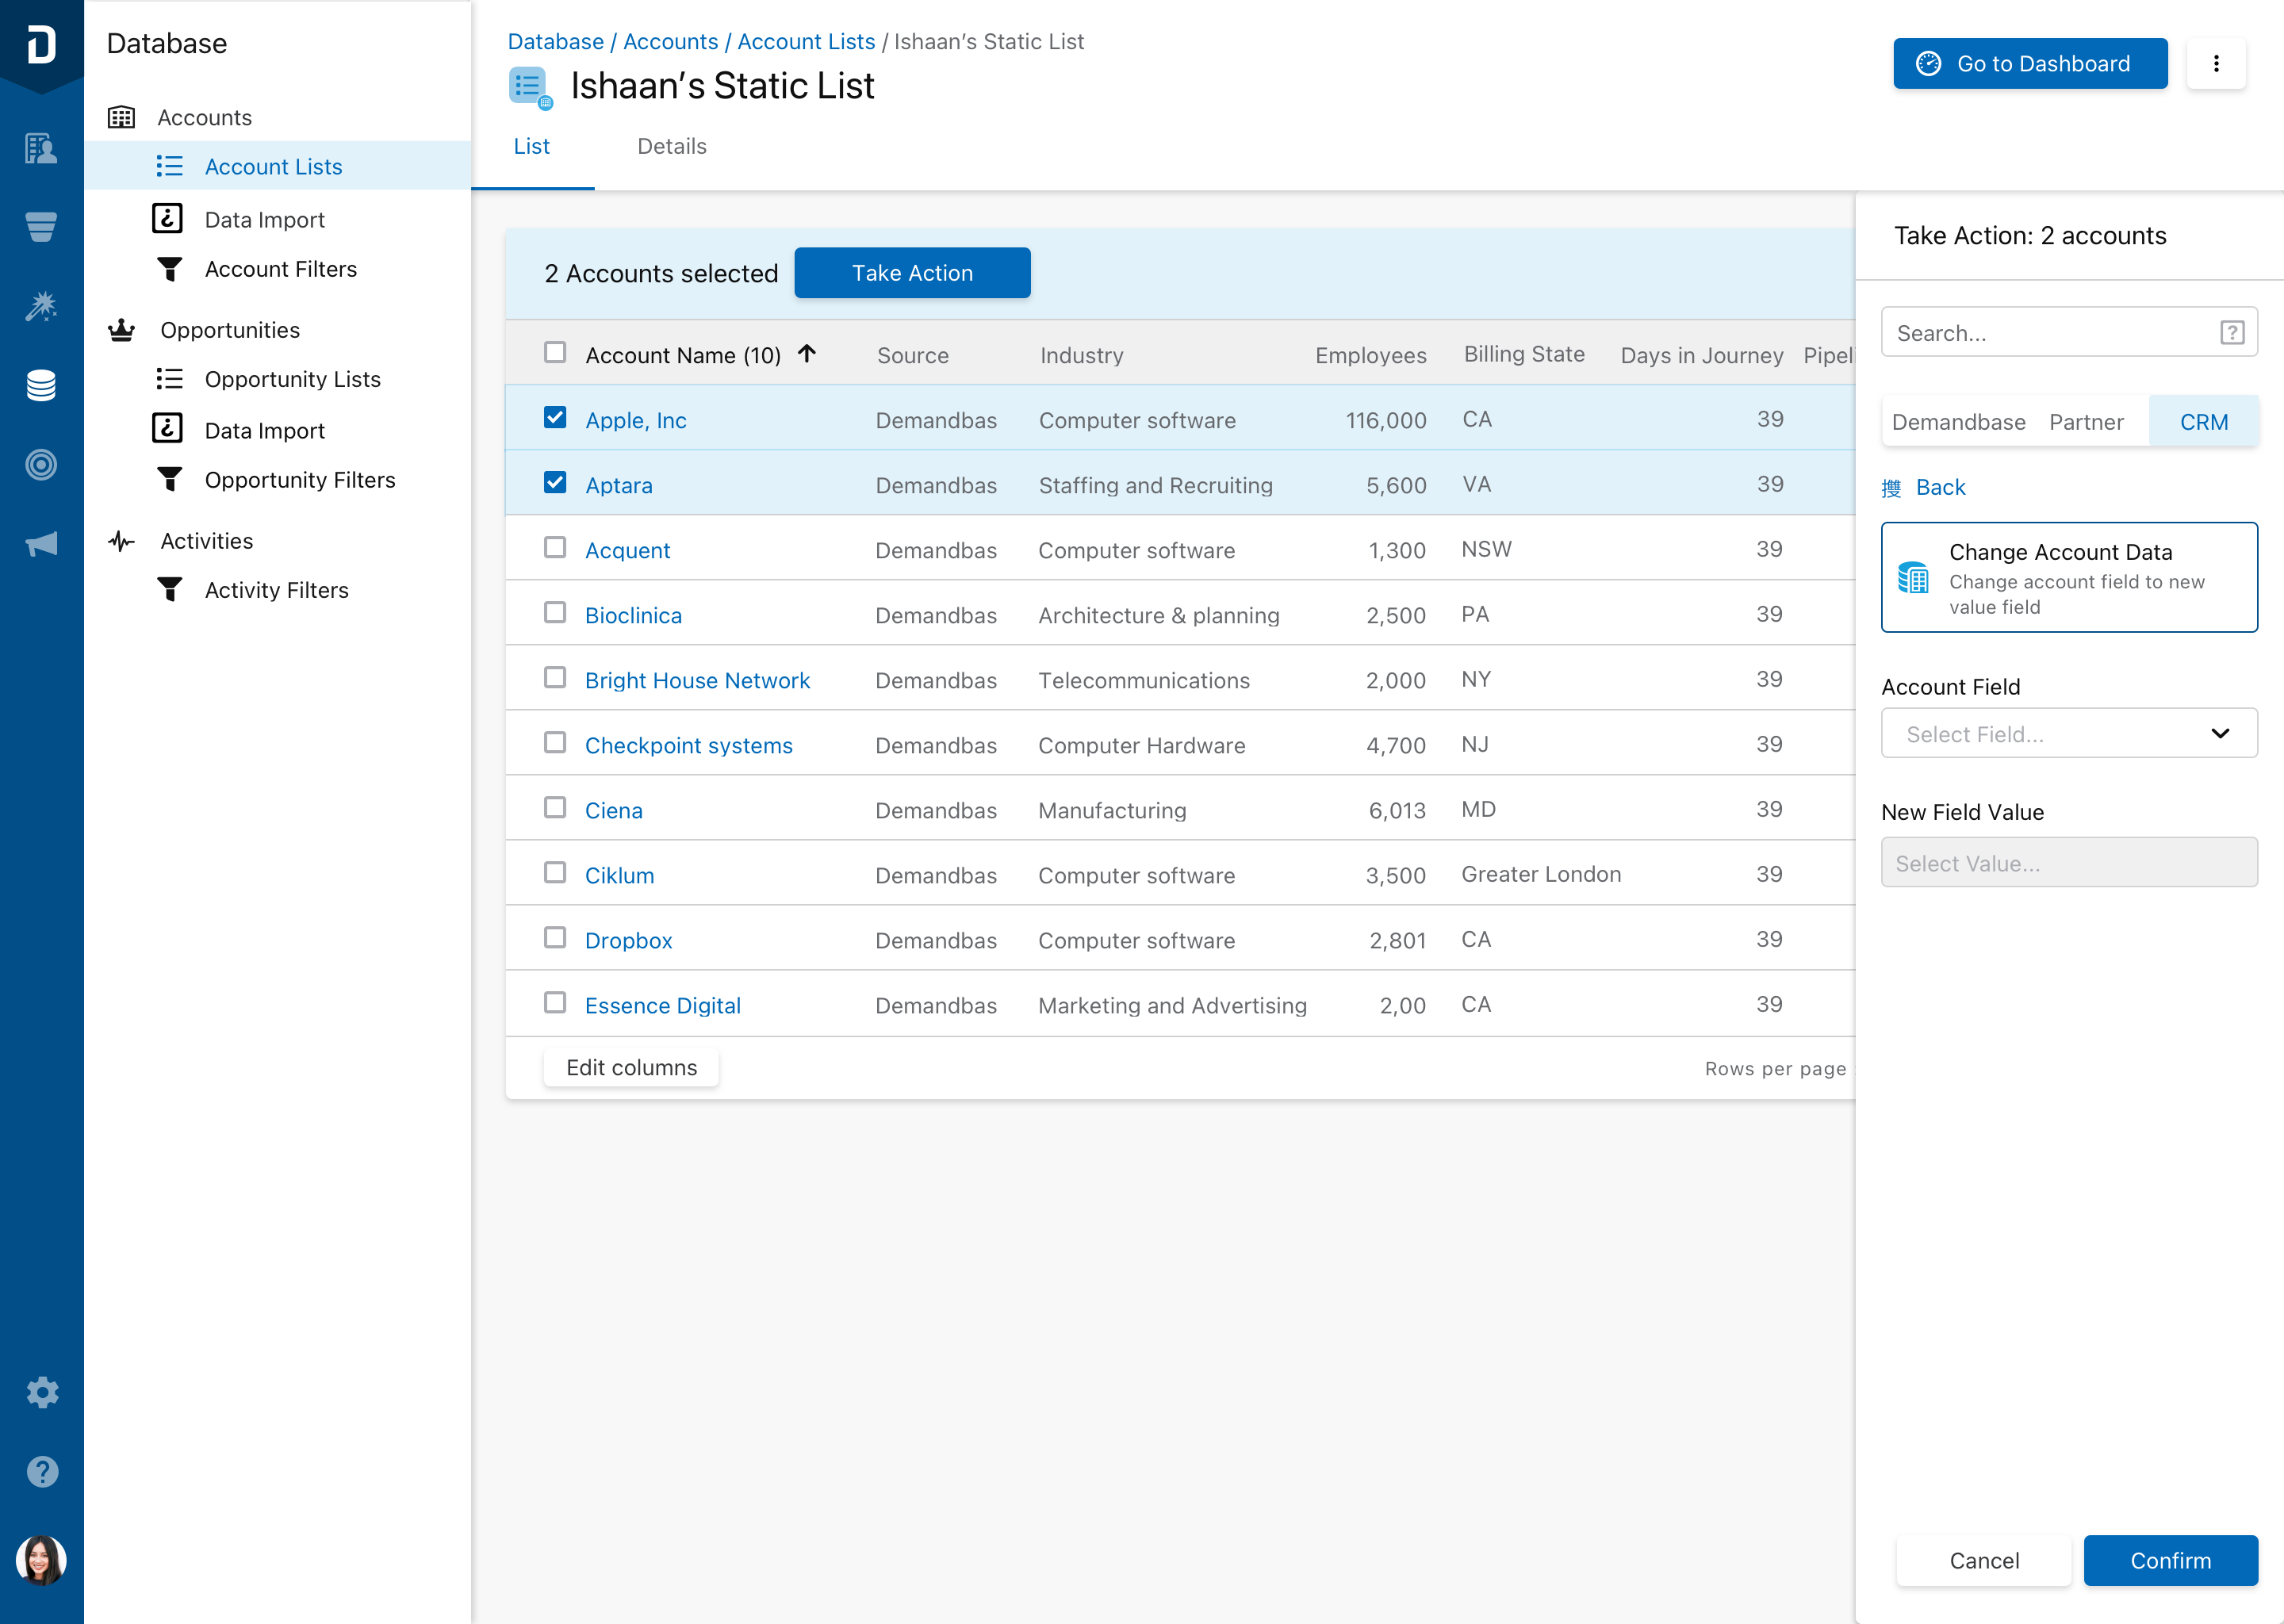 Database
Accounts
Account Lists
Data Import
Account Filters
Opportunities
Opportunity Lists
Data Import
Opportunity Filters
Activities
Activity Filters
Database / Accounts / Account Lists / Ishaan’s Static List
Ishaan’s Static List
Go to Dashboard
List Details
2 Accounts selected Take Action
Account Name (10) Source Industry Employees Billing State Days in Journey Pipeli
Apple, Inc Demandbas Computer software 116,000 CA 39
Aptara Demandbas Staffing and Recruiting 5,600 VA 39
Acquent Demandbas Computer software 1,300 NSW 39
Bioclinica Demandbas Architecture & planning 2,500 PA 39
Bright House Network Demandbas Telecommunications 2,000 NY 39
Checkpoint systems Demandbas Computer Hardware 4,700 NJ 39
Ciena Demandbas Manufacturing 6,013 MD 39
Ciklum Demandbas Computer software 3,500 Greater London 39
Dropbox Demandbas Computer software 2,801 CA 39
Essence Digital Demandbas Marketing and Advertising 2,00 CA 39
Edit columns Rows per page
Take Action: 2 accounts
Search...
Demandbase Partner CRM
Back
Change Account Data
Change account field to new
value field
Account Field
Select Field...
New Field Value
Select Value...
Cancel Confirm